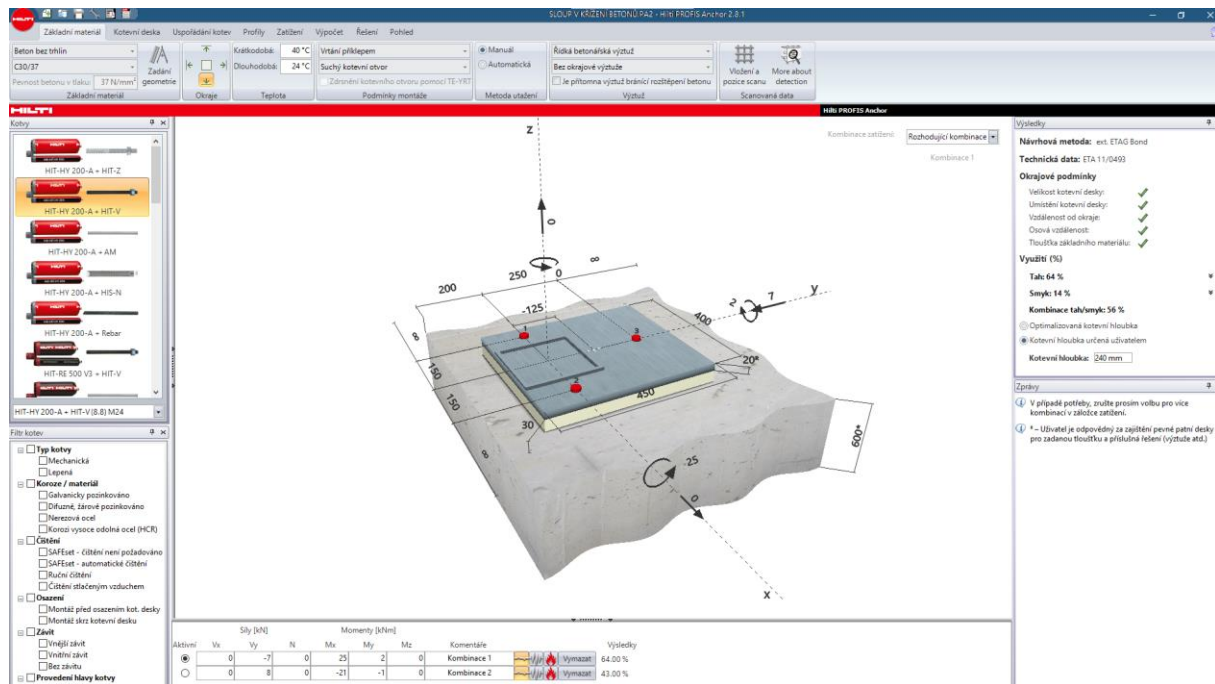 HILTI
SLOUP V KŘÍŽENÍ BETONŮ PA2 - Hilti PROFIS Anchor 2.8.1
Základní materiál Kotevní deska Uspořádání kotev Profily Zatížení Výpočet Řešení Pohled
Beton bez trhlin
C30/37
Pevnost betonu v tlaku: 37 N/mm²
Zadání geometrie
Základní materiál
Okraje
Krátkodobá: 40 °C
Dlouhodobá: 24 °C
Teplota
Vrtání příklepem
Suchý kotevní otvor
Zdrsnění kotevního otvoru pomocí TE-YRT
Podmínky montáže
Manuál
Automatická
Metoda utažení
Řídká betonářská výztuž
Bez okrajové výztuže
Je přítomna výztuž bránící rozštěpení betonu
Výztuž
Vložení a pozice scanu
More about detection
Scanovaná data
HILTI
Hilti PROFIS Anchor
Kotvy
HIT-HY 200-A + HIT-Z
HIT-HY 200-A + HIT-V
HIT-HY 200-A + AM
HIT-HY 200-A + HIS-N
HIT-HY 200-A + Rebar
HIT-RE 500 V3 + HIT-V
HIT-HY 200-A + HIT-V (8.8) M24
Filtr kotev
Typ kotvy
Mechanická
Lepená
Koroze / materiál
Galvanicky pozinkováno
Difuzně, žárově pozinkováno
Nerezová ocel
Korozi vysoce odolná ocel (HCR)
Čištění
SAFEset - čištění není požadováno
SAFEset - automatické čištění
Ruční čištění
Čištění stlačeným vzduchem
Osazení
Montáž před osazením kot. desky
Montáž skrz kotevní desku
Závit
Vnější závit
Vnitřní závit
Bez závitu
Provedení hlavy kotvy
Kombinace zatížení: Rozhodující kombinace
Kombinace 1
z
0
∞
250 0
200
y
-125
7
2
400
1
3
∞
20*
150
2
150
450
30
600*
∞
-25
0
x
Síly [kN] Momenty [kNm]
Aktivní Vx Vy N Mx My Mz Komentáře Výsledky
0 -7 0 25 2 0 Kombinace 1 Vymazat 64.00 %
0 8 0 -21 -1 0 Kombinace 2 Vymazat 43.00 %
Výsledky
Návrhová metoda: ext. ETAG Bond
Technická data: ETA 11/0493
Okrajové podmínky
Velikost kotevní desky:
Umístění kotevní desky:
Vzdálenost od okraje:
Osová vzdálenost:
Tloušťka základního materiálu:
Využití (%)
Tah: 64 %
Smyk: 14 %
Kombinace tah/smyk: 56 %
Optimalizovaná kotevní hloubka
Kotevní hloubka určená uživatelem
Kotevní hloubka: 240 mm
Zprávy
V případě potřeby, zrušte prosím volbu pro více
kombinací v záložce zatížení.
* – Uživatel je odpovědný za zajištění pevné patní desky
pro zadanou tloušťku a příslušná řešení (výztuže atd.)